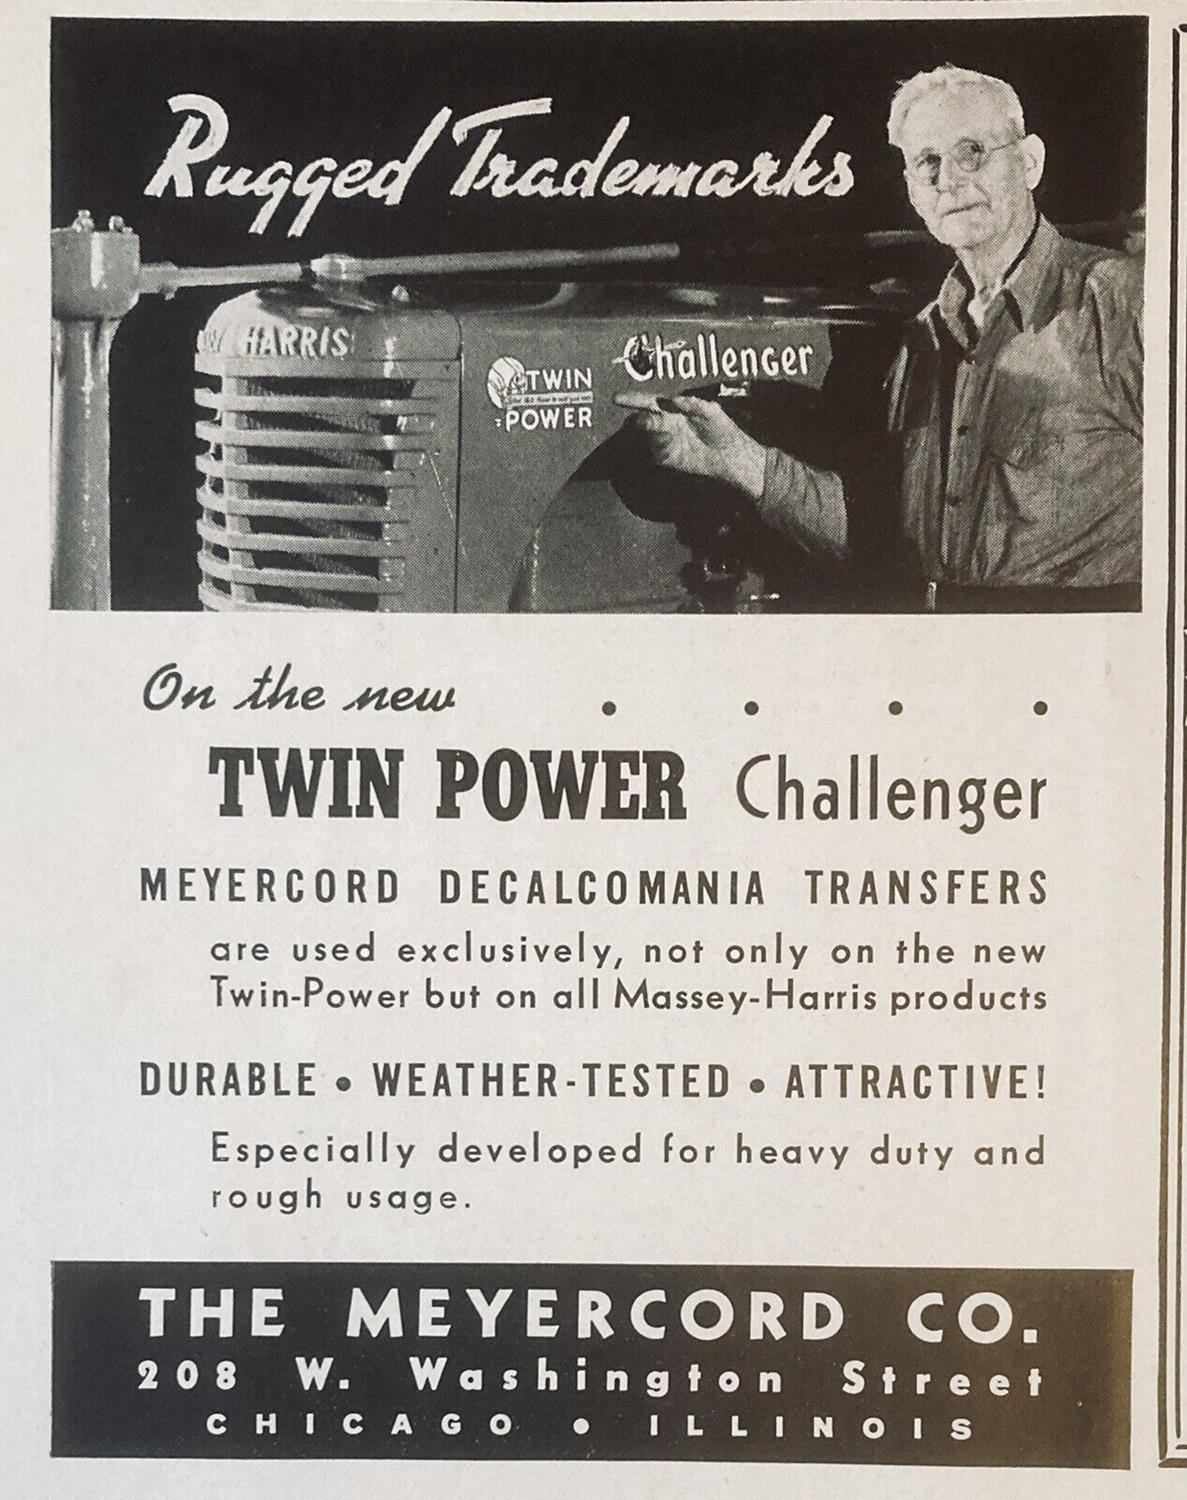 Rugged Trademarks
HARRIS
Challenger
TWIN
POWER
On the new . . . .
TWIN POWER Challenger
MEYERCORD DECALCOMANIA TRANSFERS
are used exclusively, not only on the new
Twin-Power but on all Massey-Harris products
DURABLE • WEATHER-TESTED • ATTRACTIVE!
Especially developed for heavy duty and
rough usage.
THE MEYERCORD CO.
208 W. Washington Street
CHICAGO • ILLINOIS